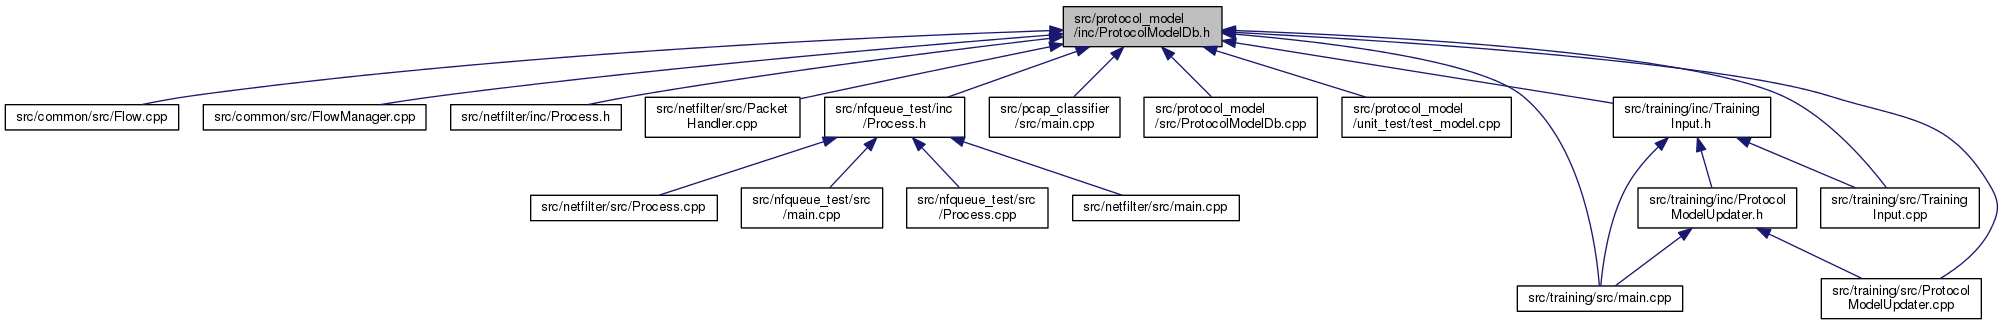 src/protocol_model
/inc/ProtocolModelDb.h
src/common/src/Flow.cpp
src/common/src/FlowManager.cpp
src/netfilter/inc/Process.h
src/netfilter/src/Packet
Handler.cpp
src/nfqueue_test/inc
/Process.h
src/pcap_classifier
/src/main.cpp
src/protocol_model
/src/ProtocolModelDb.cpp
src/protocol_model
/unit_test/test_model.cpp
src/training/inc/Training
Input.h
src/netfilter/src/Process.cpp
src/nfqueue_test/src
/main.cpp
src/nfqueue_test/src
/Process.cpp
src/netfilter/src/main.cpp
src/training/inc/Protocol
ModelUpdater.h
src/training/src/Training
Input.cpp
src/training/src/main.cpp
src/training/src/Protocol
ModelUpdater.cpp